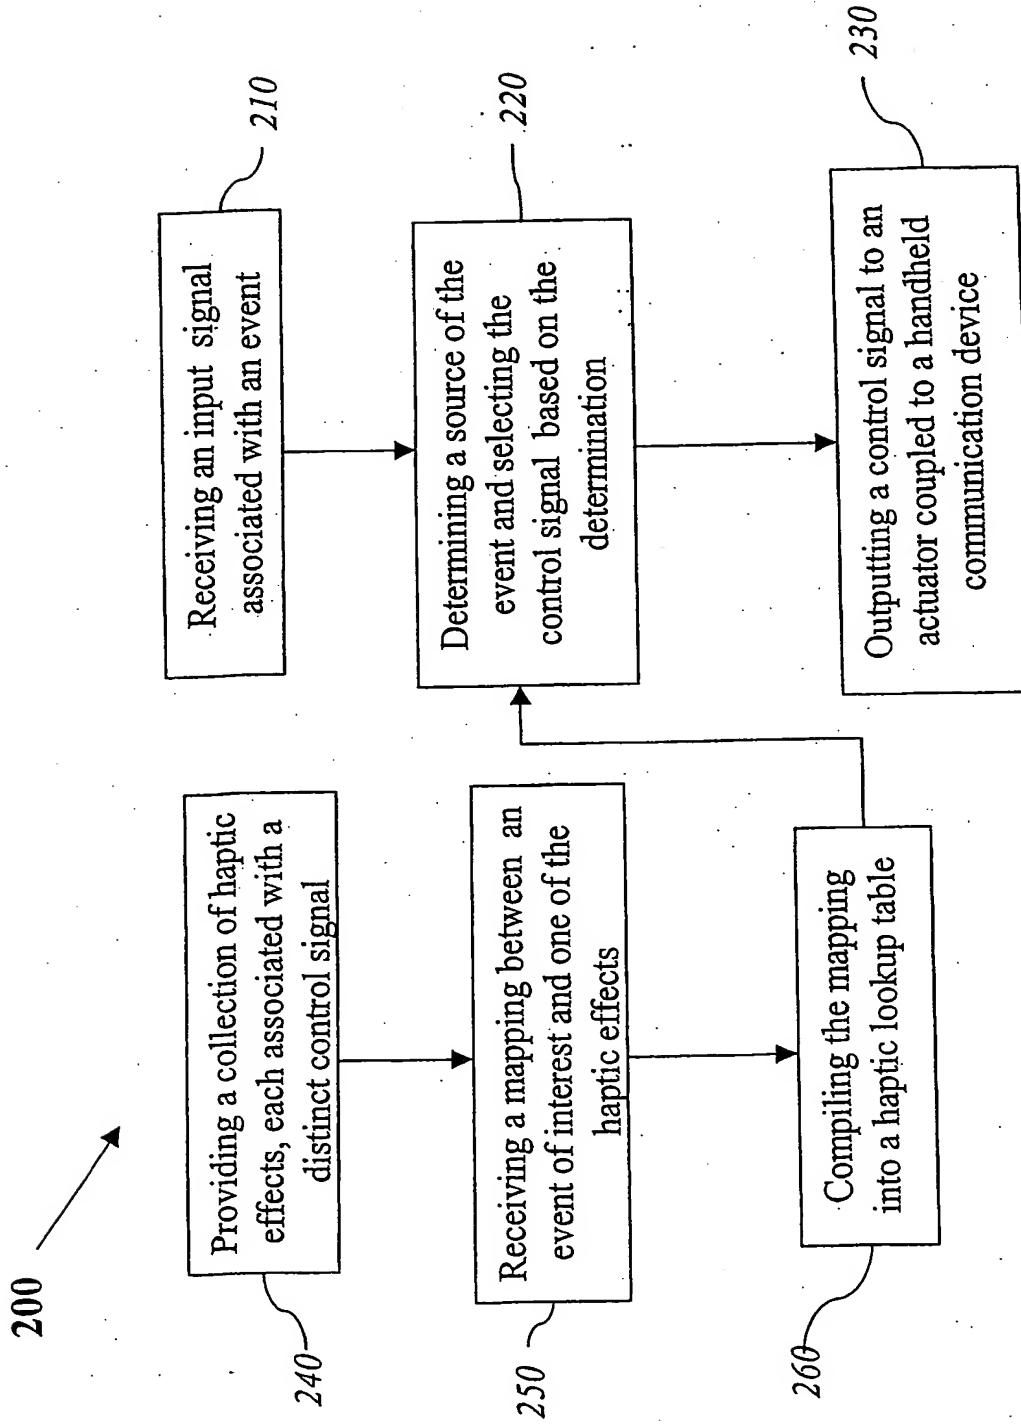 200
Receiving an input signal
associated with an event
210
Determining a source of the
event and selecting the
control signal based on the
determination
220
Outputting a control signal to an
actuator coupled to a handheld
communication device
230
Providing a collection of haptic
effects, each associated with a
distinct control signal
240
Receiving a mapping between an
event of interest and one of the
haptic effects
250
Compiling the mapping
into a haptic lookup table
260